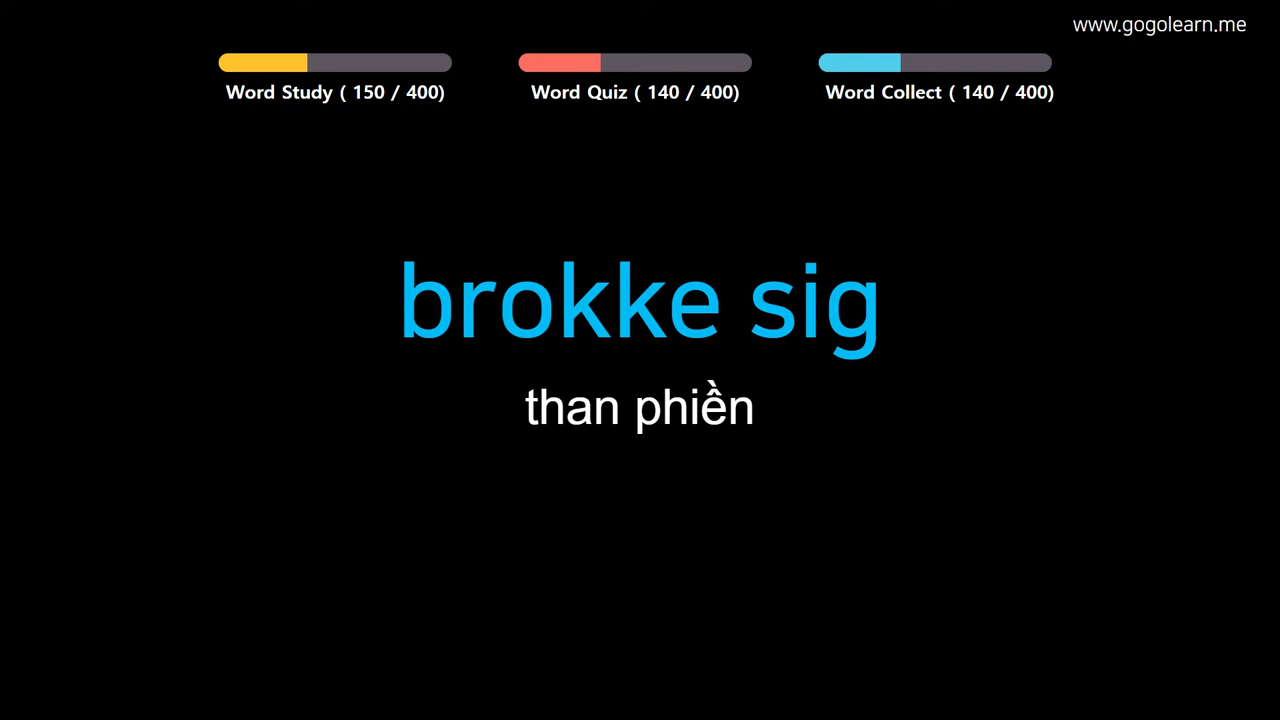 www.gogolearn.me
Word Study ( 150 / 400)
Word Quiz ( 140 / 400)
Word Collect ( 140 / 400)
brokke sig
than phiền